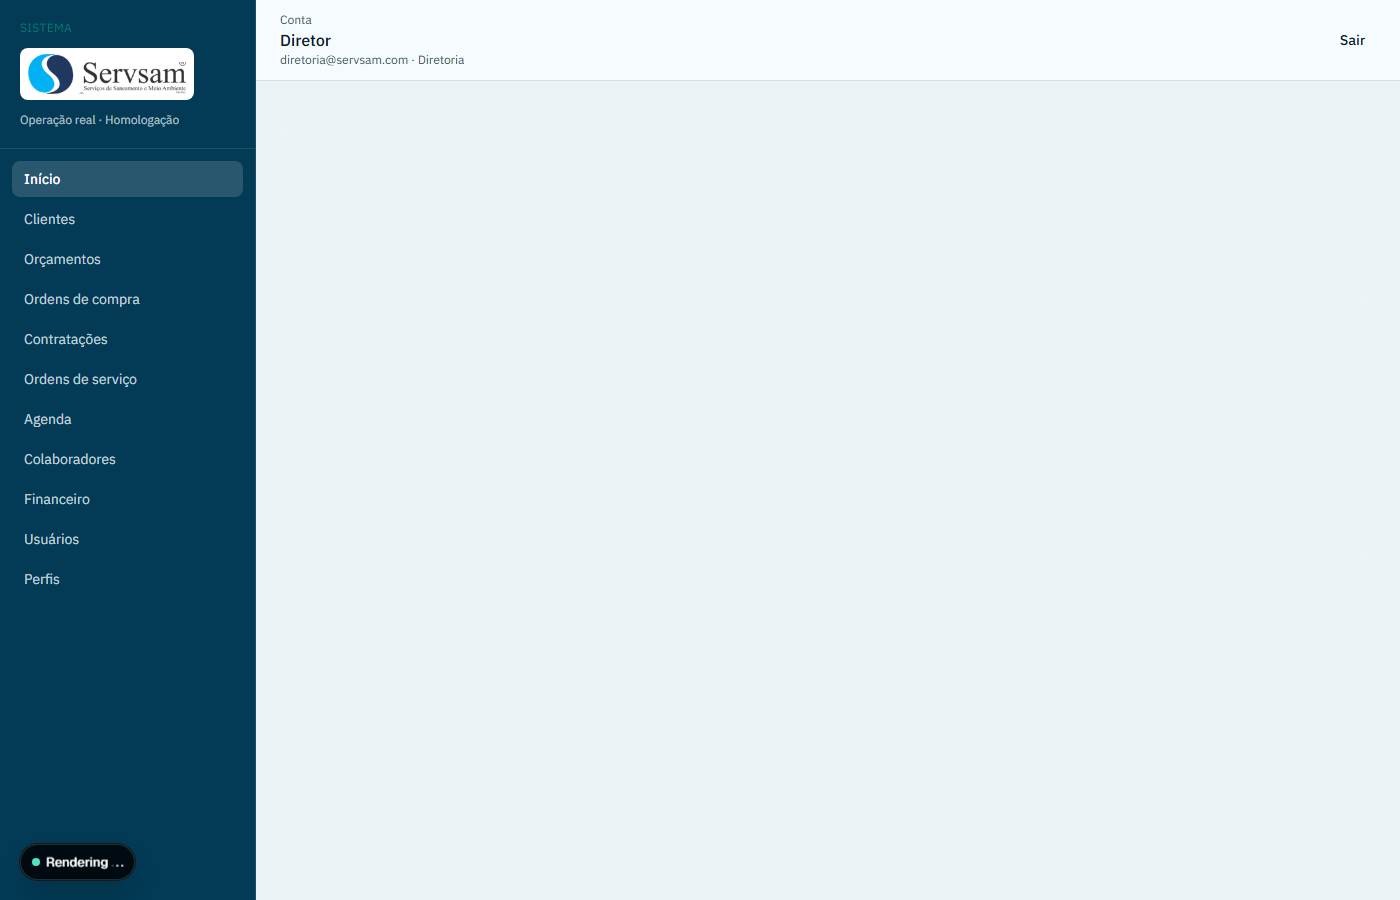 SISTEMA
Servsam
Serviços de Saneamento e Meio Ambiente
Operação real · Homologação
Início
Clientes
Orçamentos
Ordens de compra
Contratações
Ordens de serviço
Agenda
Colaboradores
Financeiro
Usuários
Perfis
Rendering ...
Conta
Diretor
diretoria@servsam.com · Diretoria
Sair